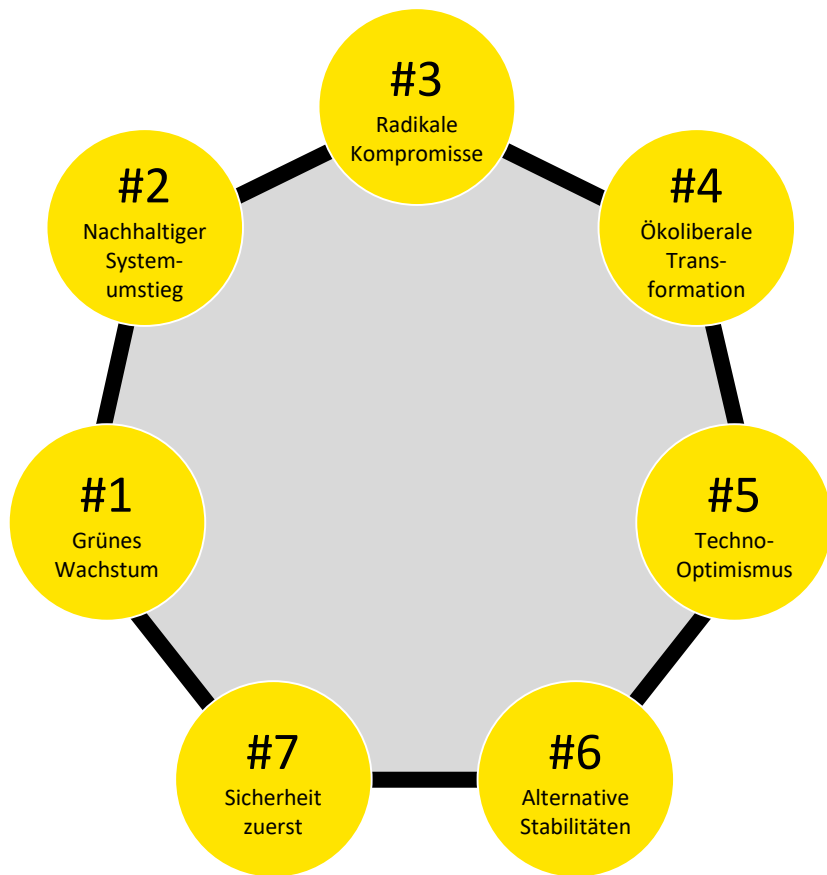 #3
Radikale
Kompromisse
#2
Nachhaltiger
System-
umstieg
#4
Ökoliberale
Trans-
formation
#1
Grünes
Wachstum
#5
Techno-
Optimismus
#7
Sicherheit
zuerst
#6
Alternative
Stabilitäten